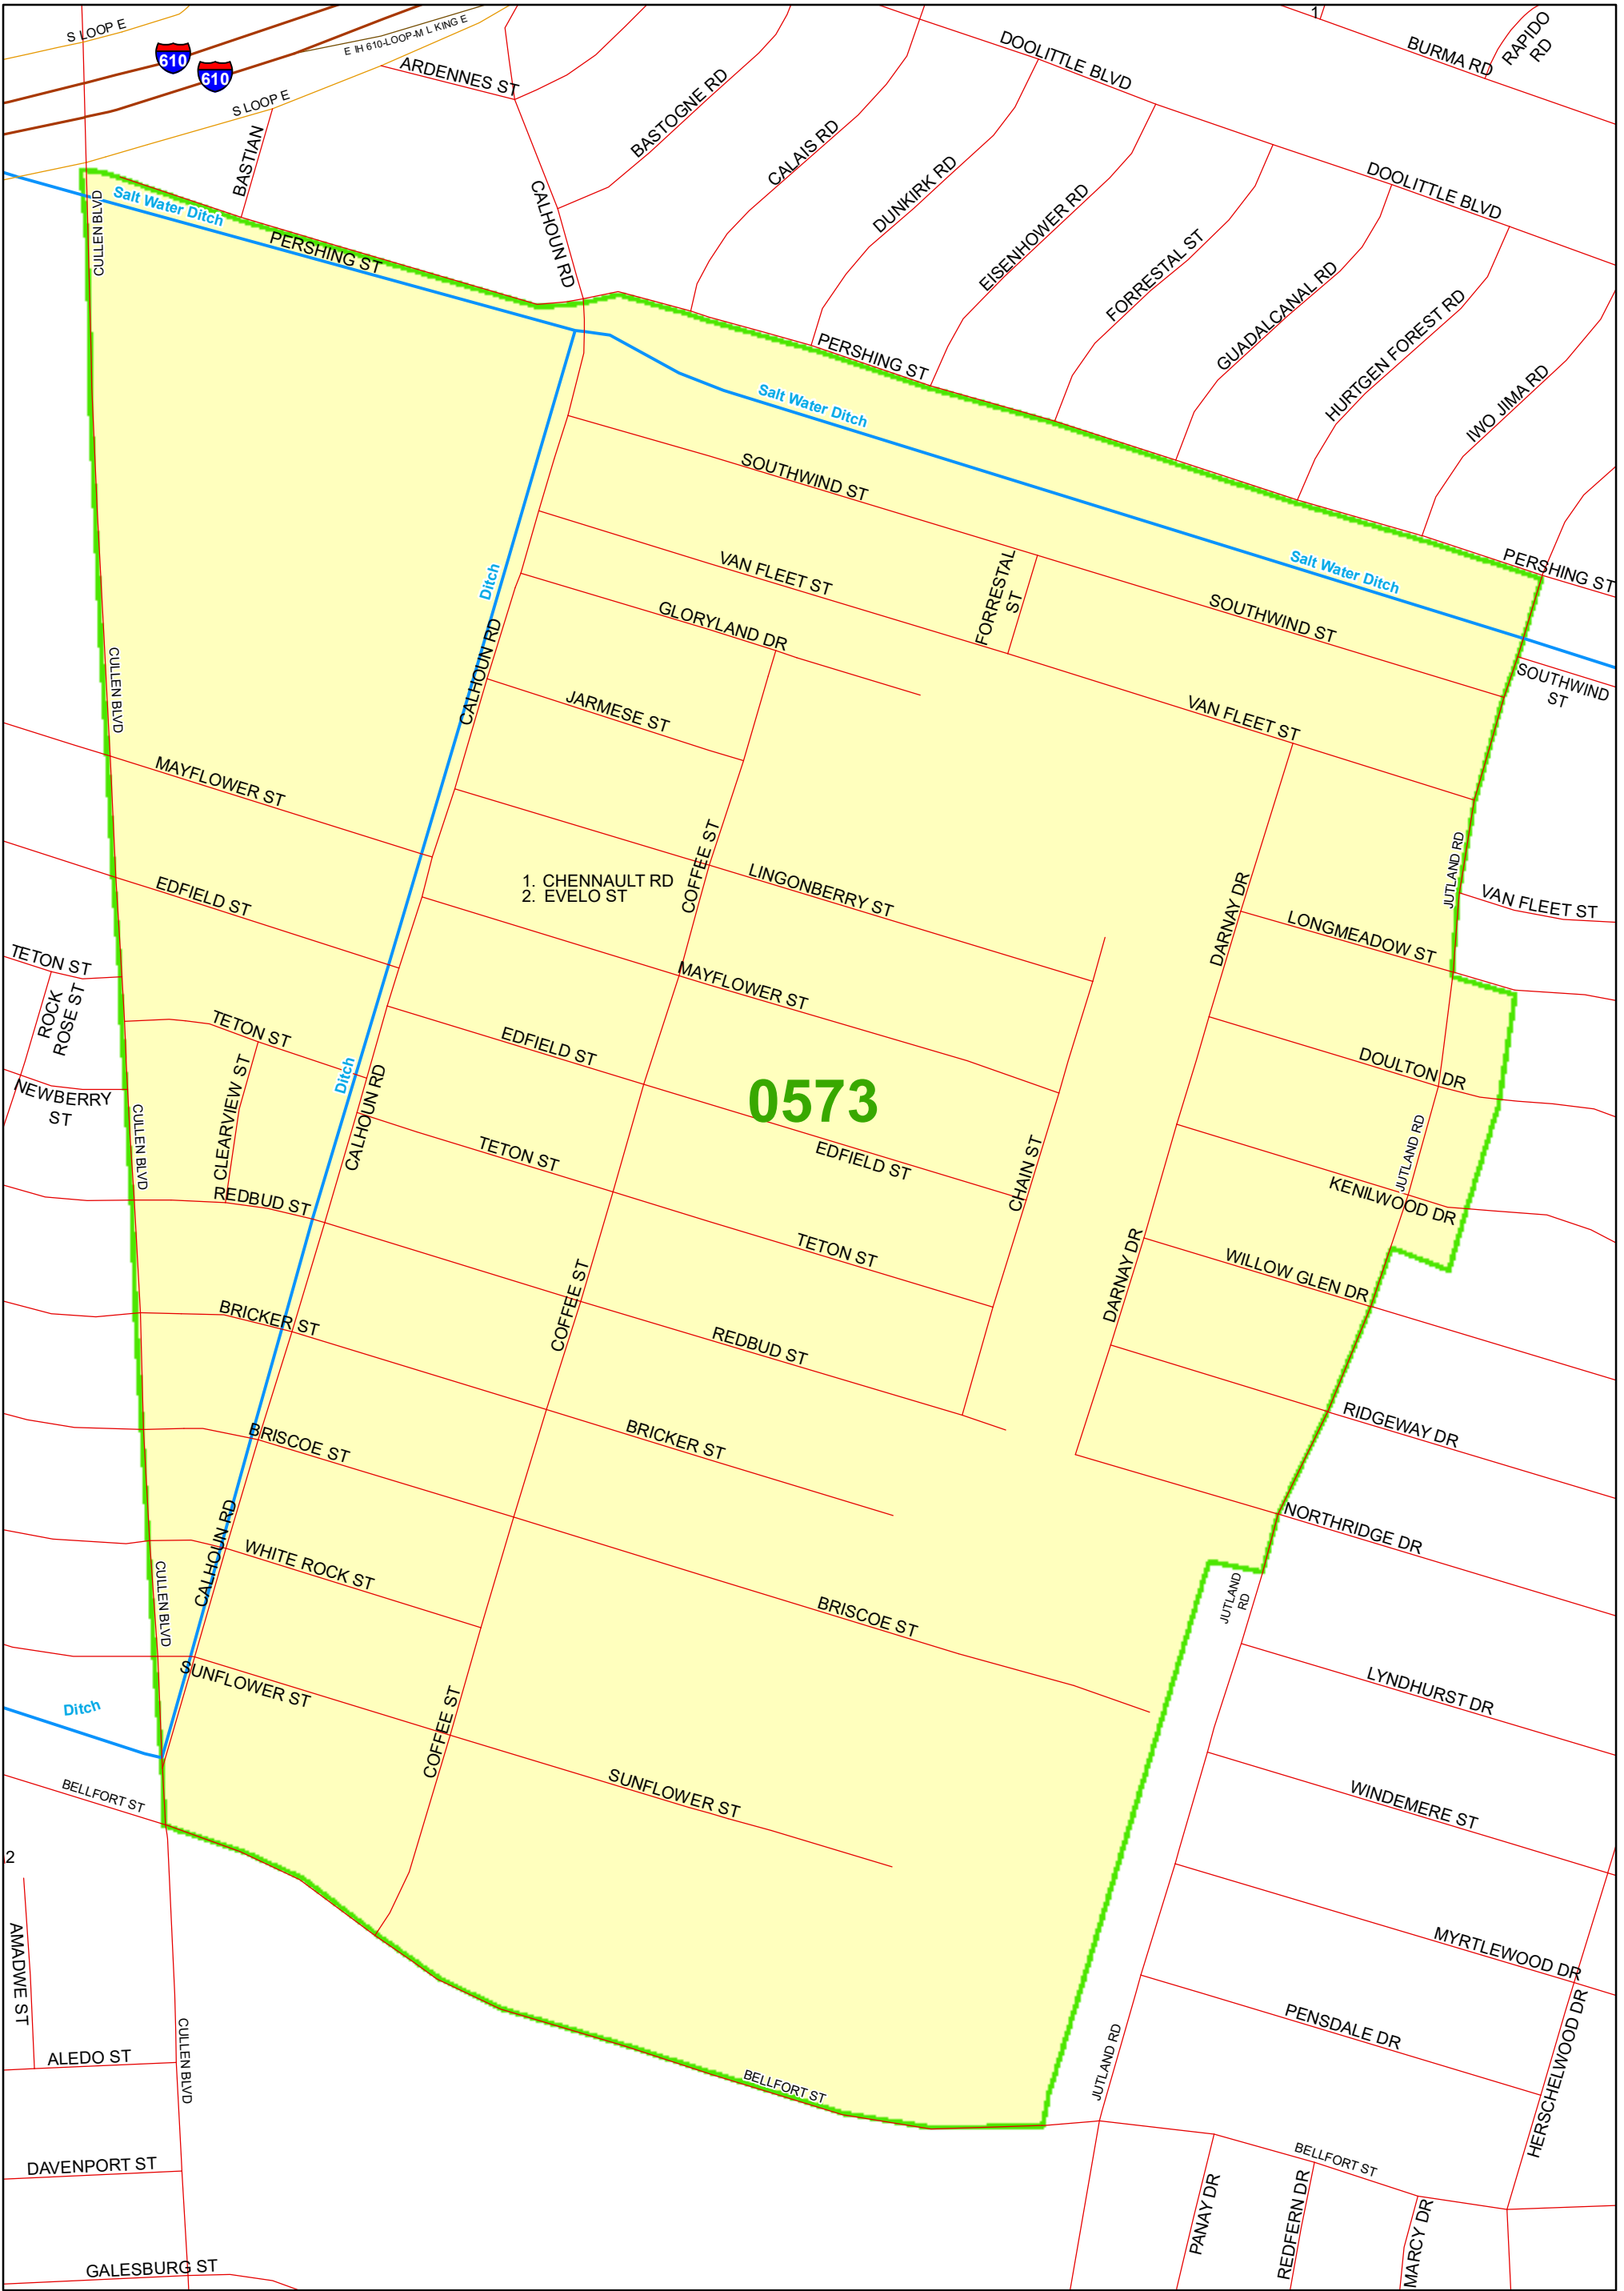 S LOOP E
610
610
E IH 610-LOOP-M L KING E
S LOOP E
ARDENNES ST
BASTIAN
BASTOGNE RD
CALAIS RD
DOOLITTLE BLVD
1
BURMA RD
RAPIDO
RD
DUNKIRK RD
EISENHOWER RD
DOOLITTLE BLVD
CALHOUN RD
Salt Water Ditch
CULLEN BLVD
PERSHING ST
FORRESTAL ST
GUADALCANAL RD
HURTGEN FOREST RD
IWO JIMA RD
PERSHING ST
Salt Water Ditch
SOUTHWIND ST
VAN FLEET ST
FORRESTAL
ST
Salt Water Ditch
PERSHING ST
SOUTHWIND ST
SOUTHWIND
ST
Ditch
GLORYLAND DR
CALHOUN RD
CULLEN BLVD
JARMESE ST
VAN FLEET ST
MAYFLOWER ST
COFFEE ST
1. CHENNAULT RD
2. EVELO ST
LINGONBERRY ST
EDFIELD ST
JUTLAND RD
VAN FLEET ST
DARNAY DR
LONGMEADOW ST
TETON ST
ROCK
ROSE ST
MAYFLOWER ST
TETON ST
EDFIELD ST
DOULTON DR
Ditch
CLEARVIEW ST
CALHOUN RD
NEWBERRY
ST
CULLEN BLVD
0573
TETON ST
EDFIELD ST
CHAIN ST
JUTLAND RD
KENILWOOD DR
REDBUD ST
TETON ST
WILLOW GLEN DR
DARNAY DR
BRICKER ST
COFFEE ST
REDBUD ST
BRISCOE ST
BRICKER ST
RIDGEWAY DR
NORTHRIDGE DR
CALHOUN RD
WHITE ROCK ST
CULLEN BLVD
BRISCOE ST
JUTLAND
RD
SUNFLOWER ST
LYNDHURST DR
Ditch
COFFEE ST
SUNFLOWER ST
BELLFORT ST
WINDEMERE ST
2
AMADWE ST
MYRTLEWOOD DR
PENSDALE DR
HERSCHELWOOD DR
CULLEN BLVD
ALEDO ST
BELLFORT ST
JUTLAND RD
DAVENPORT ST
BELLFORT ST
PANAY DR
REDFERN DR
MARCY DR
GALESBURG ST